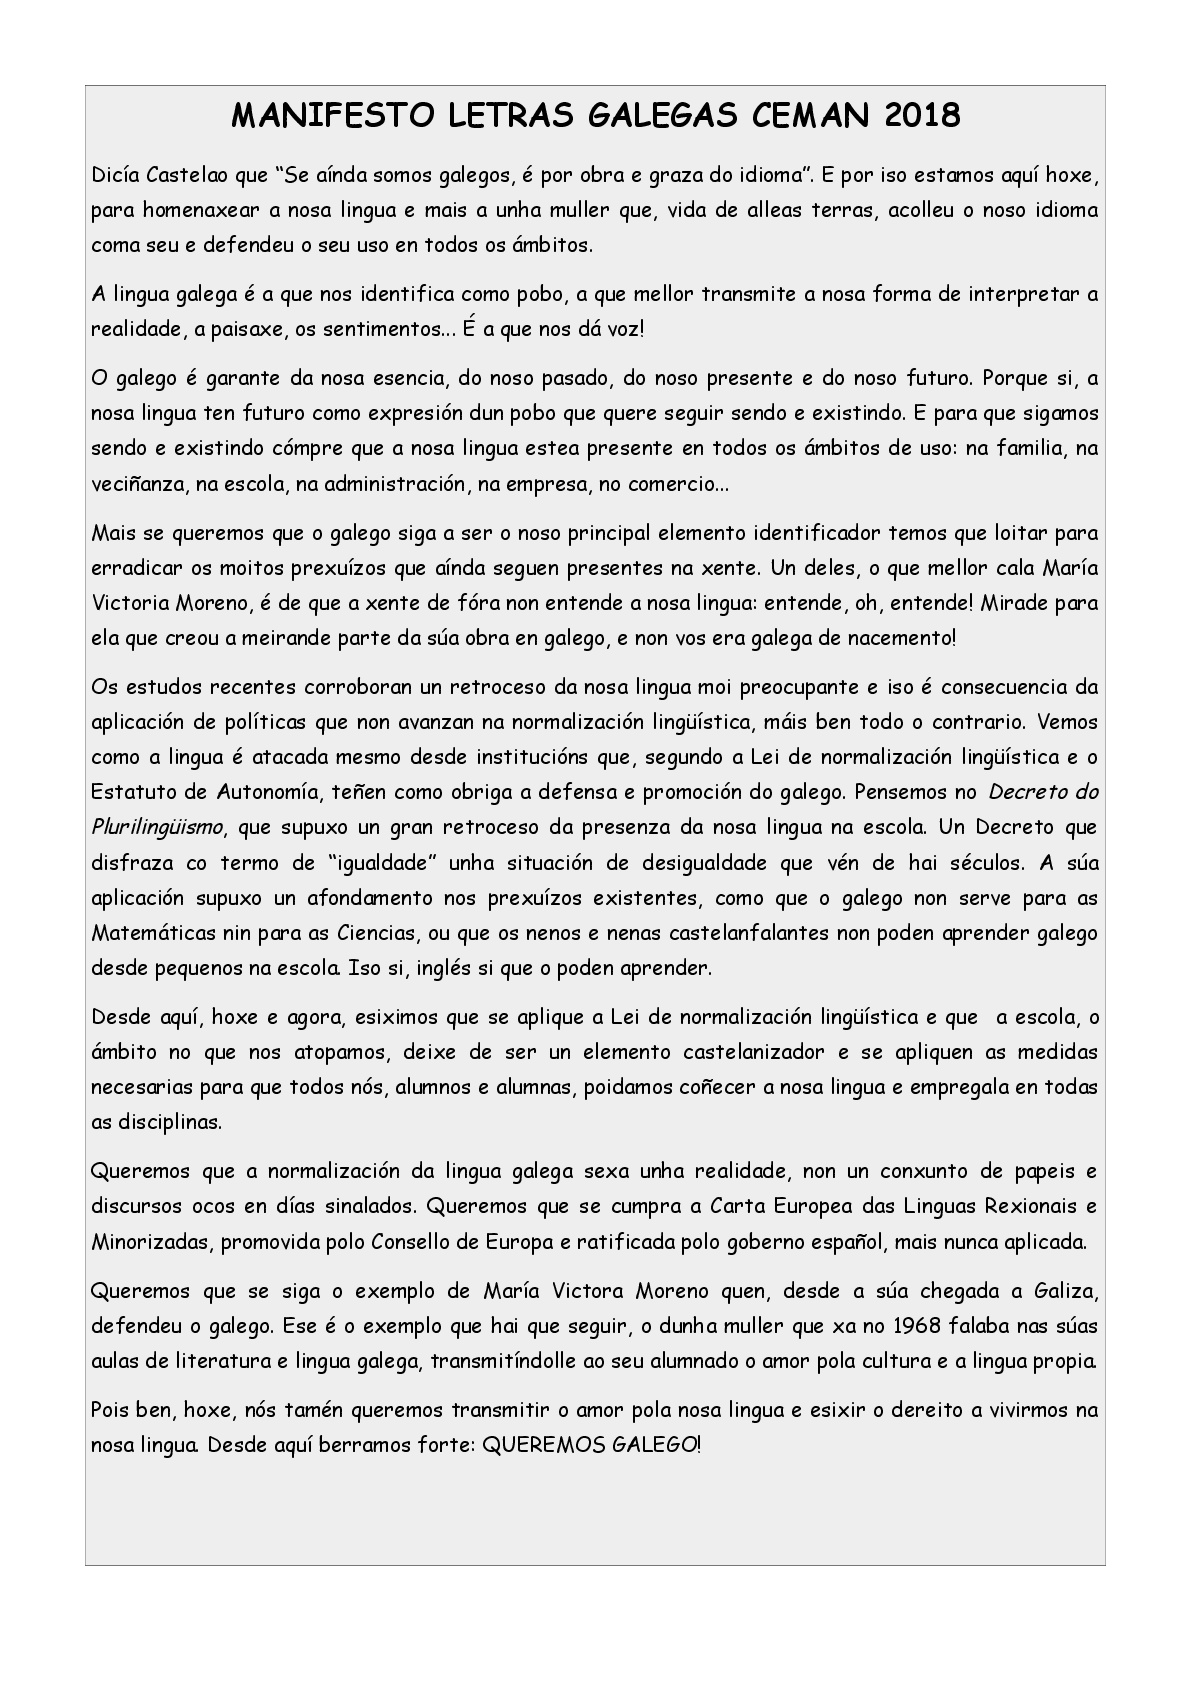 MANIFESTO LETRAS GALEGAS CEMAN 2018
Dicía Castelao que “Se aínda somos galegos, é por obra e graza do idioma”. E por iso estamos aquí hoxe,
para homenaxear a nosa lingua e mais a unha muller que, vida de alleas terras, acolleu o noso idioma
coma seu e defendeu o seu uso en todos os ámbitos.
A lingua galega é a que nos identifica como pobo, a que mellor transmite a nosa forma de interpretar a
realidade, a paisaxe, os sentimentos... É a que nos dá voz!
O galego é garante da nosa esencia, do noso pasado, do noso presente e do noso futuro. Porque si, a
nosa lingua ten futuro como expresión dun pobo que quere seguir sendo e existindo. E para que sigamos
sendo e existindo cómpre que a nosa lingua estea presente en todos os ámbitos de uso: na familia, na
veciñanza, na escola, na administración, na empresa, no comercio...
Mais se queremos que o galego siga a ser o noso principal elemento identificador temos que loitar para
erradicar os moitos prexuízos que aínda seguen presentes na xente. Un deles, o que mellor cala María
Victoria Moreno, é de que a xente de fóra non entende a nosa lingua: entende, oh, entende! Mirade para
ela que creou a meirande parte da súa obra en galego, e non vos era galega de nacemento!
Os estudos recentes corroboran un retroceso da nosa lingua moi preocupante e iso é consecuencia da
aplicación de políticas que non avanzan na normalización lingüística, máis ben todo o contrario. Vemos
como a lingua é atacada mesmo desde institucións que, segundo a Lei de normalización lingüística e o
Estatuto de Autonomía, teñen como obriga a defensa e promoción do galego. Pensemos no Decreto do
Plurilingüismo, que supuxo un gran retroceso da presenza da nosa lingua na escola. Un Decreto que
disfraza co termo de “igualdade” unha situación de desigualdade que vén de hai séculos. A súa
aplicación supuxo un afondamento nos prexuízos existentes, como que o galego non serve para as
Matemáticas nin para as Ciencias, ou que os nenos e nenas castelanfalantes non poden aprender galego
desde pequenos na escola. Iso si, inglés si que o poden aprender.
Desde aquí, hoxe e agora, esiximos que se aplique a Lei de normalización lingüística e que a escola, o
ámbito no que nos atopamos, deixe de ser un elemento castelanizador e se apliquen as medidas
necesarias para que todos nós, alumnos e alumnas, poidamos coñecer a nosa lingua e empregala en todas
as disciplinas.
Queremos que a normalización da lingua galega sexa unha realidade, non un conxunto de papeis e
discursos ocos en días sinalados. Queremos que se cumpra a Carta Europea das Linguas Rexionais e
Minorizadas, promovida polo Consello de Europa e ratificada polo goberno español, mais nunca aplicada.
Queremos que se siga o exemplo de María Victora Moreno quen, desde a súa chegada a Galiza,
defendeu o galego. Ese é o exemplo que hai que seguir, o dunha muller que xa no 1968 falaba nas súas
aulas de literatura e lingua galega, transmitíndolle ao seu alumnado o amor pola cultura e a lingua propia.
Pois ben, hoxe, nós tamén queremos transmitir o amor pola nosa lingua e esixir o dereito a vivirmos na
nosa lingua. Desde aquí berramos forte: QUEREMOS GALEGO!